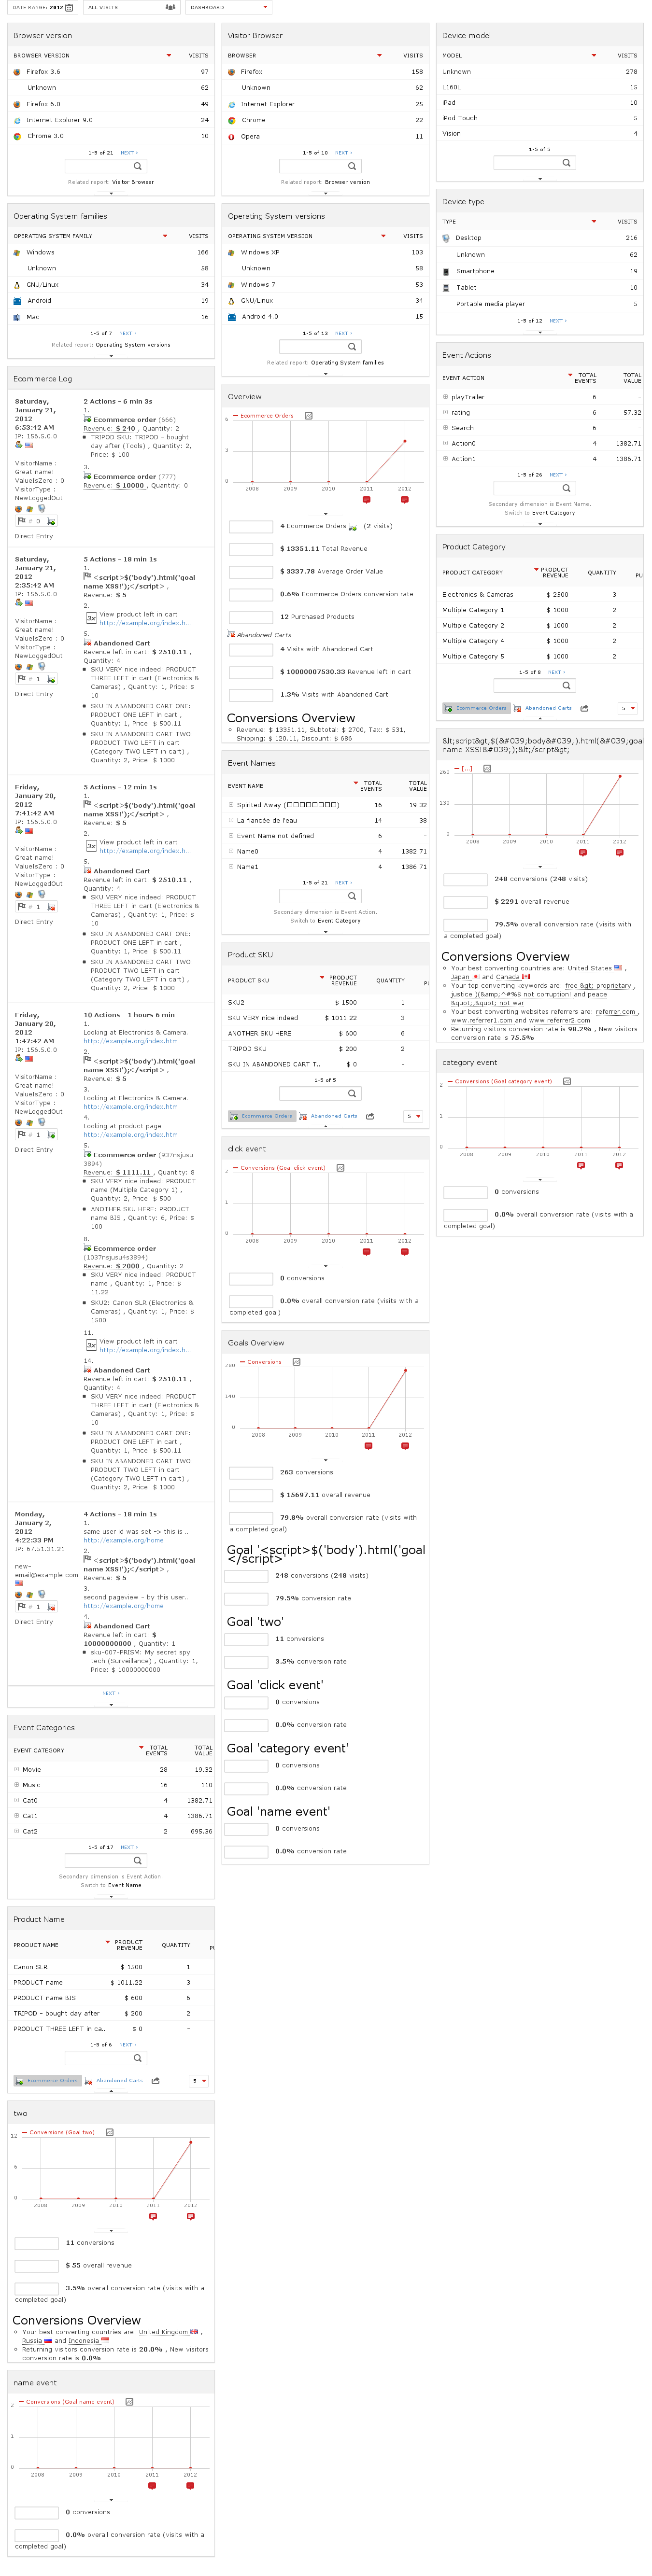 DATE RANGE: 2012
ALL VISITS
DASHBOARD
Browser version
BROWSER VERSION VISITS
Firefox 3.6 97
Unknown 62
Firefox 6.0 49
Internet Explorer 9.0 24
Chrome 3.0 10
1-5 of 21 NEXT ›
Related report: Visitor Browser
Operating System families
OPERATING SYSTEM FAMILY VISITS
Windows 166
Unknown 58
GNU/Linux 34
Android 19
Mac 16
1-5 of 7 NEXT ›
Related report: Operating System versions
Ecommerce Log
Saturday,
January 21,
2012
6:53:42 AM
IP: 156.5.0.0
VisitorName :
Great name!
ValueIsZero : 0
VisitorType :
NewLoggedOut
# 0
Direct Entry
2 Actions - 6 min 3s
1.
Ecommerce order (666)
Revenue: $ 240 , Quantity: 2
TRIPOD SKU: TRIPOD - bought
day after (Tools) , Quantity: 2,
Price: $ 100
3.
Ecommerce order (777)
Revenue: $ 10000 , Quantity: 0
Saturday,
January 21,
2012
2:35:42 AM
IP: 156.5.0.0
VisitorName :
Great name!
ValueIsZero : 0
VisitorType :
NewLoggedOut
# 1
Direct Entry
5 Actions - 18 min 1s
1.
<script>$('body').html('goal
name XSS!');</script> ,
Revenue: $ 5
2.
3x View product left in cart
http://example.org/index.h...
5.
Abandoned Cart
Revenue left in cart: $ 2510.11 ,
Quantity: 4
SKU VERY nice indeed: PRODUCT
THREE LEFT in cart (Electronics &
Cameras) , Quantity: 1, Price: $
10
SKU IN ABANDONED CART ONE:
PRODUCT ONE LEFT in cart ,
Quantity: 1, Price: $ 500.11
SKU IN ABANDONED CART TWO:
PRODUCT TWO LEFT in cart
(Category TWO LEFT in cart) ,
Quantity: 2, Price: $ 1000
Friday,
January 20,
2012
7:41:42 AM
IP: 156.5.0.0
VisitorName :
Great name!
ValueIsZero : 0
VisitorType :
NewLoggedOut
# 1
Direct Entry
5 Actions - 12 min 1s
1.
<script>$('body').html('goal
name XSS!');</script> ,
Revenue: $ 5
2.
3x View product left in cart
http://example.org/index.h...
5.
Abandoned Cart
Revenue left in cart: $ 2510.11 ,
Quantity: 4
SKU VERY nice indeed: PRODUCT
THREE LEFT in cart (Electronics &
Cameras) , Quantity: 1, Price: $
10
SKU IN ABANDONED CART ONE:
PRODUCT ONE LEFT in cart ,
Quantity: 1, Price: $ 500.11
SKU IN ABANDONED CART TWO:
PRODUCT TWO LEFT in cart
(Category TWO LEFT in cart) ,
Quantity: 2, Price: $ 1000
Friday,
January 20,
2012
1:47:42 AM
IP: 156.5.0.0
VisitorName :
Great name!
ValueIsZero : 0
VisitorType :
NewLoggedOut
# 1
Direct Entry
10 Actions - 1 hours 6 min
1.
Looking at Electronics & Camera.
http://example.org/index.htm
2.
<script>$('body').html('goal
name XSS!');</script> ,
Revenue: $ 5
3.
Looking at Electronics & Camera.
http://example.org/index.htm
4.
Looking at product page
http://example.org/index.htm
5.
Ecommerce order (937nsjusu
3894)
Revenue: $ 1111.11 , Quantity: 8
SKU VERY nice indeed: PRODUCT
name (Multiple Category 1) ,
Quantity: 2, Price: $ 500
ANOTHER SKU HERE: PRODUCT
name BIS , Quantity: 6, Price: $
100
8.
Ecommerce order
(1037nsjusu4s3894)
Revenue: $ 2000 , Quantity: 2
SKU VERY nice indeed: PRODUCT
name , Quantity: 1, Price: $
11.22
SKU2: Canon SLR (Electronics &
Cameras) , Quantity: 1, Price: $
1500
11.
3x View product left in cart
http://example.org/index.h...
14.
Abandoned Cart
Revenue left in cart: $ 2510.11 ,
Quantity: 4
SKU VERY nice indeed: PRODUCT
THREE LEFT in cart (Electronics &
Cameras) , Quantity: 1, Price: $
10
SKU IN ABANDONED CART ONE:
PRODUCT ONE LEFT in cart ,
Quantity: 1, Price: $ 500.11
SKU IN ABANDONED CART TWO:
PRODUCT TWO LEFT in cart
(Category TWO LEFT in cart) ,
Quantity: 2, Price: $ 1000
Monday,
January 2,
2012
4:22:33 PM
IP: 67.51.31.21
new-
email@example.com
# 1
Direct Entry
4 Actions - 18 min 1s
1.
same user id was set -> this is ..
http://example.org/home
2.
<script>$('body').html('goal
name XSS!');</script> ,
Revenue: $ 5
3.
second pageview - by this user..
http://example.org/home
4.
Abandoned Cart
Revenue left in cart: $
10000000000 , Quantity: 1
sku-007-PRISM: My secret spy
tech (Surveillance) , Quantity: 1,
Price: $ 10000000000
NEXT ›
Event Categories
EVENT CATEGORY TOTAL EVENTS TOTAL VALUE
Movie 28 19.32
Music 16 110
Cat0 4 1382.71
Cat1 4 1386.71
Cat2 2 695.36
1-5 of 17 NEXT ›
Secondary dimension is Event Action.
Switch to Event Name
Product Name
PRODUCT NAME PRODUCT REVENUE QUANTITY
Canon SLR $ 1500 1
PRODUCT name $ 1011.22 3
PRODUCT name BIS $ 600 6
TRIPOD - bought day after $ 200 2
PRODUCT THREE LEFT in ca.. $ 0 -
1-5 of 6 NEXT ›
Ecommerce Orders Abandoned Carts 5
two
Conversions (Goal two)
12
6
0
2008 2009 2010 2011 2012
11 conversions
$ 55 overall revenue
3.5% overall conversion rate (visits with a
completed goal)
Conversions Overview
Your best converting countries are: United Kingdom ,
Russia and Indonesia
Returning visitors conversion rate is 20.0% , New visitors
conversion rate is 0.0%
name event
Conversions (Goal name event)
2
1
0
2008 2009 2010 2011 2012
0 conversions
0.0% overall conversion rate (visits with a
completed goal)
Visitor Browser
BROWSER VISITS
Firefox 158
Unknown 62
Internet Explorer 25
Chrome 22
Opera 11
1-5 of 10 NEXT ›
Related report: Browser version
Operating System versions
OPERATING SYSTEM VERSION VISITS
Windows XP 103
Unknown 58
Windows 7 53
GNU/Linux 34
Android 4.0 15
1-5 of 13 NEXT ›
Related report: Operating System families
Overview
Ecommerce Orders
6
3
0
2008 2009 2010 2011 2012
4 Ecommerce Orders (2 visits)
$ 13351.11 Total Revenue
$ 3337.78 Average Order Value
0.6% Ecommerce Orders conversion rate
12 Purchased Products
Abandoned Carts
4 Visits with Abandoned Cart
$ 10000007530.33 Revenue left in cart
1.3% Visits with Abandoned Cart
Conversions Overview
Revenue: $ 13351.11, Subtotal: $ 2700, Tax: $ 531,
Shipping: $ 120.11, Discount: $ 686
Event Names
EVENT NAME TOTAL EVENTS TOTAL VALUE
Spirited Away (□□□□□□□□) 16 19.32
La fiancée de l'eau 14 38
Event Name not defined 6 -
Name0 4 1382.71
Name1 4 1386.71
1-5 of 21 NEXT ›
Secondary dimension is Event Action.
Switch to Event Category
Product SKU
PRODUCT SKU PRODUCT REVENUE QUANTITY
SKU2 $ 1500 1
SKU VERY nice indeed $ 1011.22 3
ANOTHER SKU HERE $ 600 6
TRIPOD SKU $ 200 2
SKU IN ABANDONED CART T.. $ 0 -
1-5 of 5
Ecommerce Orders Abandoned Carts 5
click event
Conversions (Goal click event)
2
1
0
2008 2009 2010 2011 2012
0 conversions
0.0% overall conversion rate (visits with a
completed goal)
Goals Overview
Conversions
280
140
0
2008 2009 2010 2011 2012
263 conversions
$ 15697.11 overall revenue
79.8% overall conversion rate (visits with
a completed goal)
Goal '<script>$('body').html('goal
</script>
248 conversions (248 visits)
79.5% conversion rate
Goal 'two'
11 conversions
3.5% conversion rate
Goal 'click event'
0 conversions
0.0% conversion rate
Goal 'category event'
0 conversions
0.0% conversion rate
Goal 'name event'
0 conversions
0.0% conversion rate
Device model
MODEL VISITS
Unknown 278
L160L 15
iPad 10
iPod Touch 5
Vision 4
1-5 of 5
Device type
TYPE VISITS
Desktop 216
Unknown 62
Smartphone 19
Tablet 10
Portable media player 5
1-5 of 12 NEXT ›
Event Actions
EVENT ACTION TOTAL EVENTS TOTAL VALUE
playTrailer 6 -
rating 6 57.32
Search 6 -
Action0 4 1382.71
Action1 4 1386.71
1-5 of 26 NEXT ›
Secondary dimension is Event Name.
Switch to Event Category
Product Category
PRODUCT CATEGORY PRODUCT REVENUE QUANTITY PU
Electronics & Cameras $ 2500 3
Multiple Category 1 $ 1000 2
Multiple Category 2 $ 1000 2
Multiple Category 4 $ 1000 2
Multiple Category 5 $ 1000 2
1-5 of 8 NEXT ›
Ecommerce Orders Abandoned Carts 5
&lt;script&gt;$(&#039;body&#039;).html(&#039;goal
name XSS!&#039;);&lt;/script&gt;
[...]
260
130
0
2008 2009 2010 2011 2012
248 conversions (248 visits)
$ 2291 overall revenue
79.5% overall conversion rate (visits with
a completed goal)
Conversions Overview
Your best converting countries are: United States ,
Japan and Canada
Your top converting keywords are: free &gt; proprietary ,
justice )(&amp;^#%$ not corruption! and peace
&quot;,&quot; not war
Your best converting websites referrers are: referrer.com ,
www.referrer1.com and www.referrer2.com
Returning visitors conversion rate is 98.2% , New visitors
conversion rate is 75.5%
category event
Conversions (Goal category event)
2
1
0
2008 2009 2010 2011 2012
0 conversions
0.0% overall conversion rate (visits with a
completed goal)